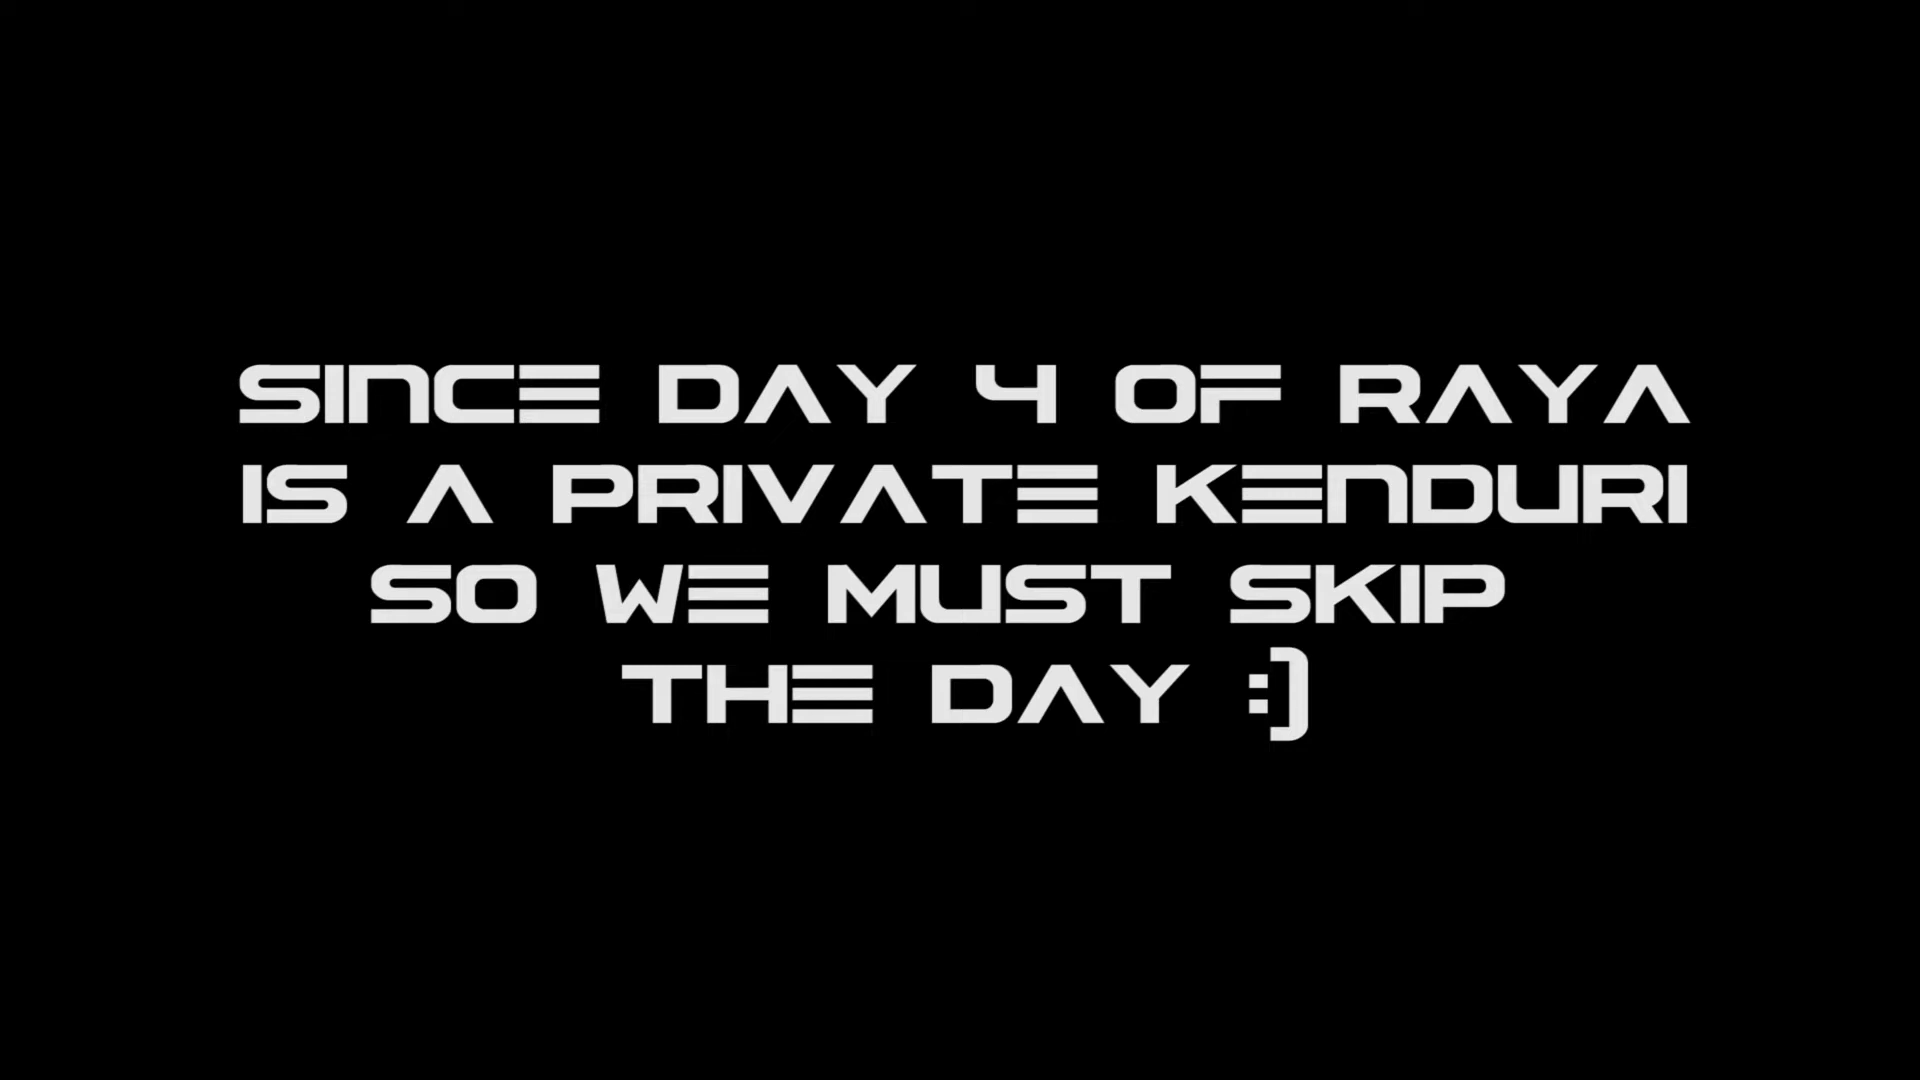 SINCE DAY 4 OF RAYA
IS A PRIVATE KENDURI
SO WE MUST SKIP
THE DAY :)